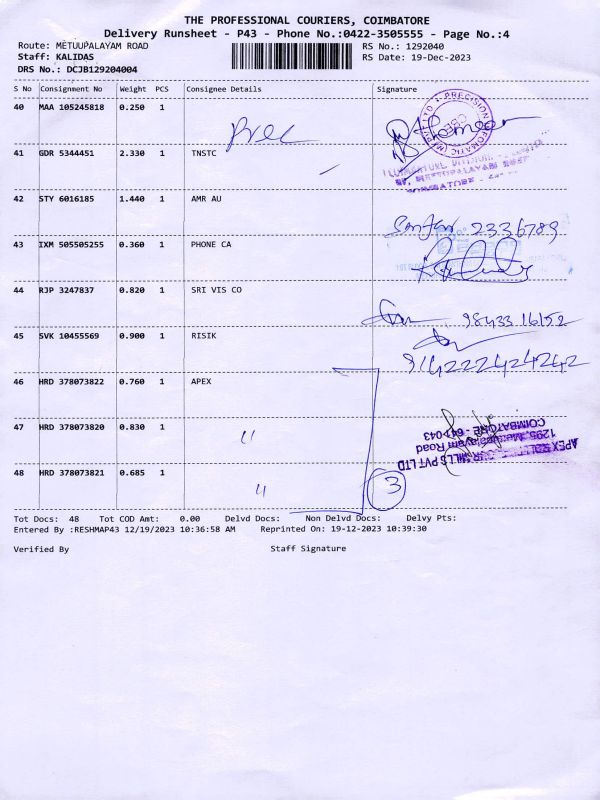 THE PROFESSIONAL COURIERS, COIMBATORE
Delivery Runsheet - P43 - Phone No.:0422-3505555 - Page No.:4
Route: METUUPALAYAM ROAD RS No.: 1292040
Staff: KALIDAS RS Date: 19-Dec-2023
DRS No.: DCJB129204004
S No Consignment No Weight PCS Consignee Details Signature
40 MAA 105245818 0.250 1
41 GDR 5344451 2.330 1 TNSTC
42 STY 6016185 1.440 1 AMR AU
2336789
43 IXM 505505255 0.360 1 PHONE CA
44 RJP 3247837 0.820 1 SRI VIS CO
98433 16152
45 SVK 10455569 0.900 1 RISIK
914222424242
46 HRD 378073822 0.760 1 APEX
47 HRD 378073820 0.830 1 "
48 HRD 378073821 0.685 1 " 3
Tot Docs: 48 Tot COD Amt: 0.00 Delvd Docs: Non Delvd Docs: Delvy Pts:
Entered By :RESHMAP43 12/19/2023 10:36:58 AM Reprinted On: 19-12-2023 10:39:30
Verified By Staff Signature